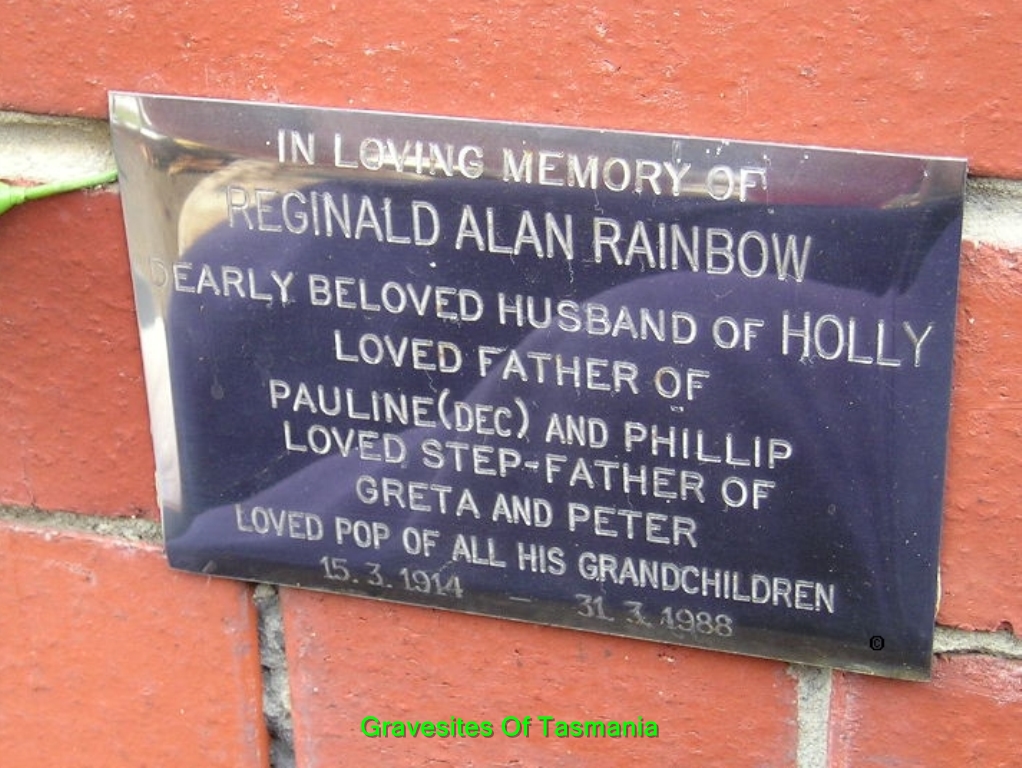 IN LOVING MEMORY OF
REGINALD ALAN RAINBOW
DEARLY BELOVED HUSBAND OF HOLLY
LOVED FATHER OF
PAULINE(DEC) AND PHILLIP
LOVED STEP-FATHER OF
GRETA AND PETER
LOVED POP OF ALL HIS GRANDCHILDREN
15.3.1914 – 31.3.1988
©
Gravesites Of Tasmania